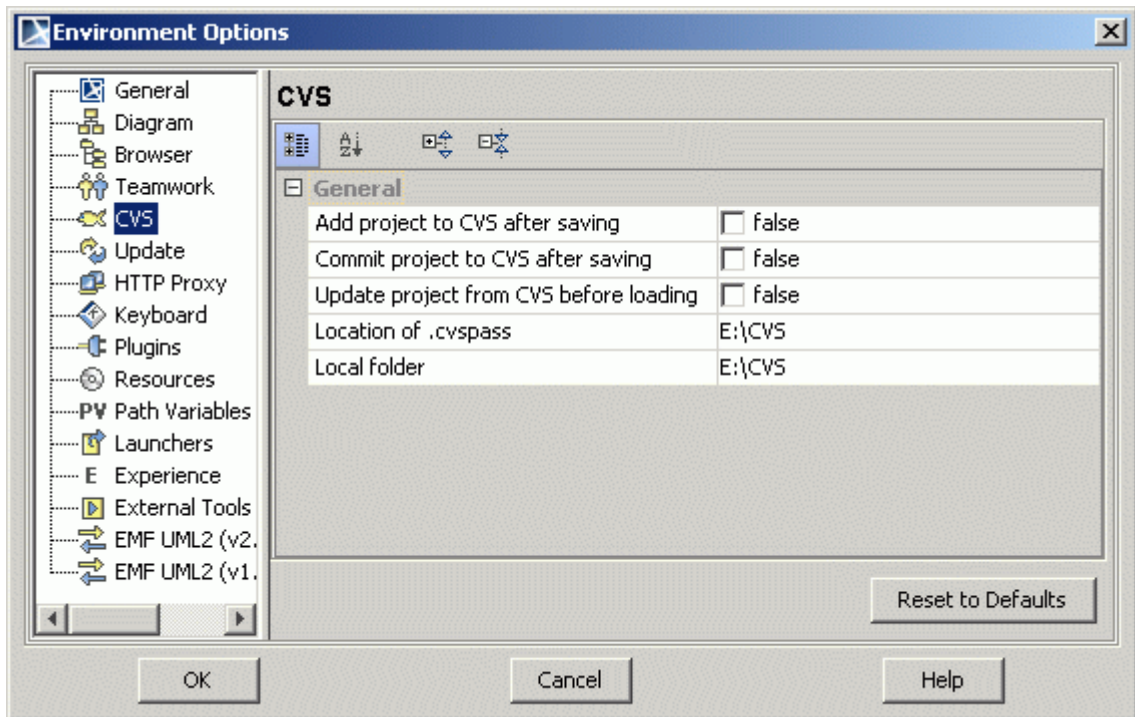 Environment Options
General
Diagram
Browser
Teamwork
CVS
Update
HTTP Proxy
Keyboard
Plugins
Resources
PV Path Variables
Launchers
E Experience
External Tools
EMF UML2 (v2.
EMF UML2 (v1.
CVS
General
Add project to CVS after saving false
Commit project to CVS after saving false
Update project from CVS before loading false
Location of .cvspass E:\CVS
Local folder E:\CVS
Reset to Defaults
OK Cancel Help